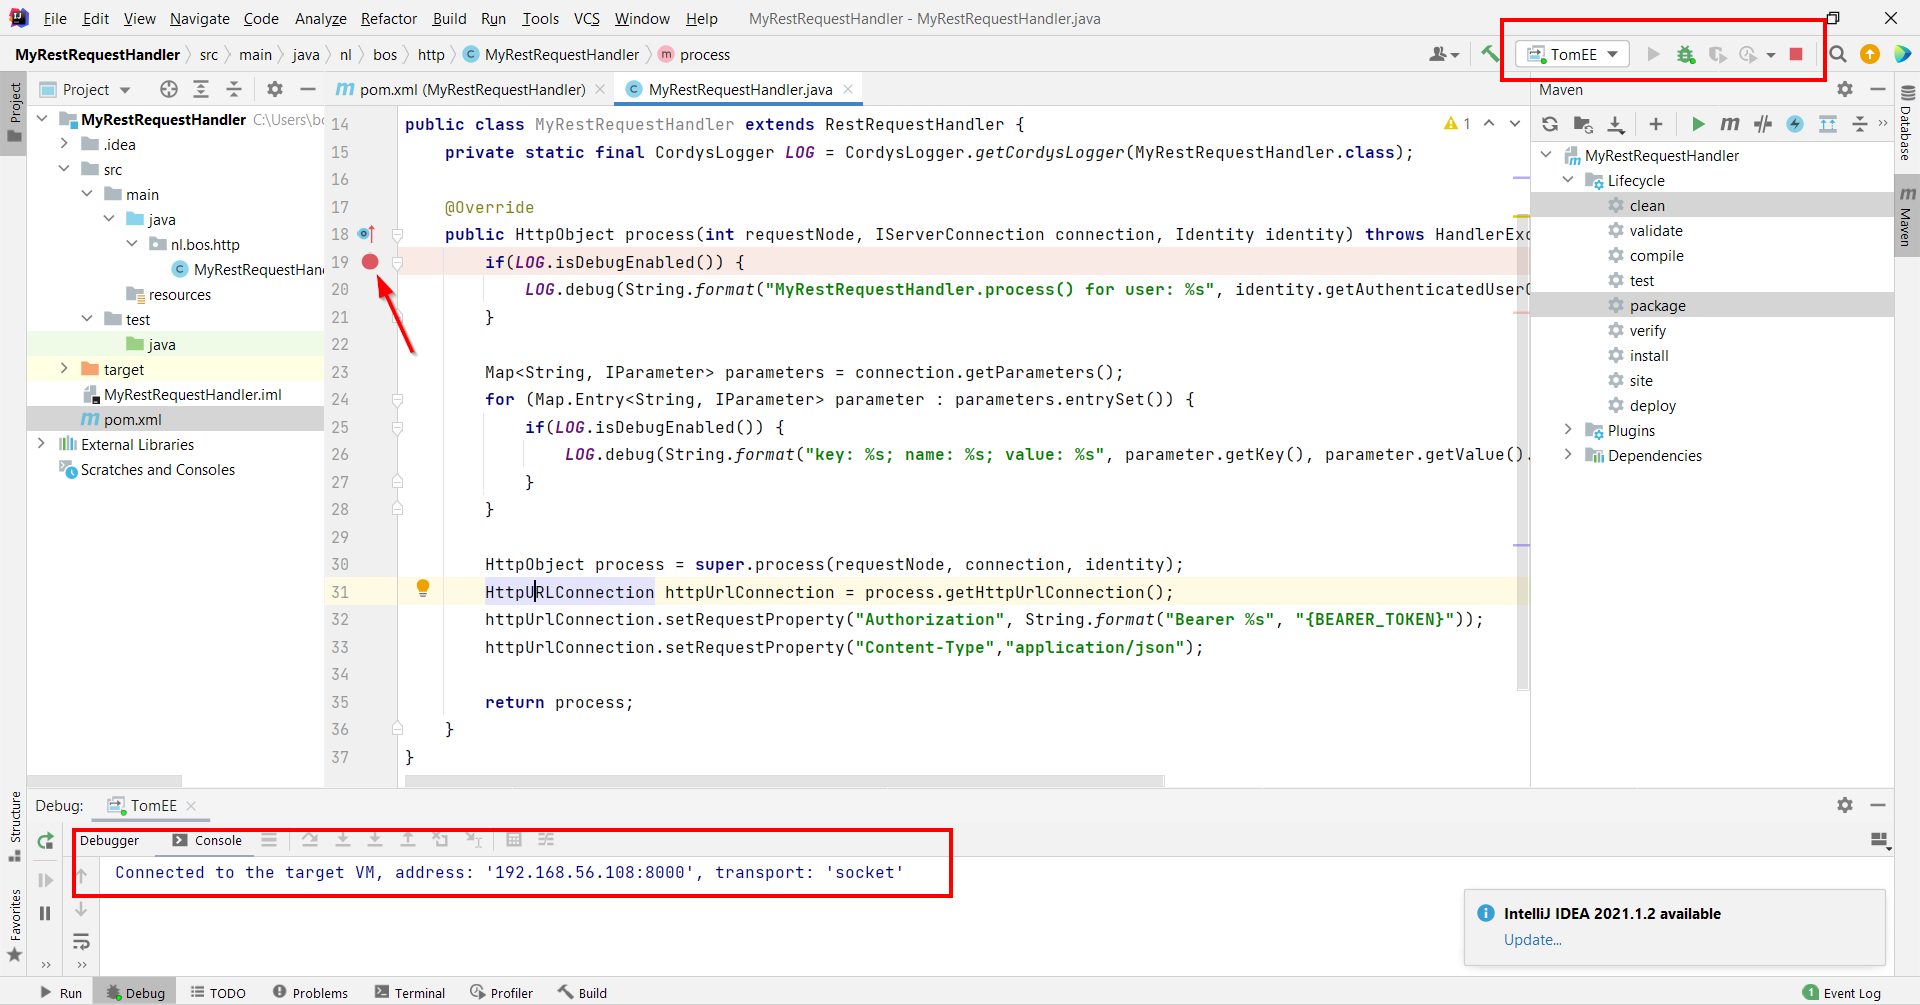 File Edit View Navigate Code Analyze Refactor Build Run Tools VCS Window Help MyRestRequestHandler - MyRestRequestHandler.java
MyRestRequestHandler src main java nl bos http C MyRestRequestHandler m process
TomEE
Project
Project
pom.xml (MyRestRequestHandler)
MyRestRequestHandler.java
Maven
Database
Maven
MyRestRequestHandler C:\Users\bo
.idea
src
main
java
nl.bos.http
MyRestRequestHan
resources
test
java
target
MyRestRequestHandler.iml
pom.xml
External Libraries
Scratches and Consoles
1
14 public class MyRestRequestHandler extends RestRequestHandler {
15 private static final CordysLogger LOG = CordysLogger.getCordysLogger(MyRestRequestHandler.class);
16
17 @Override
18 public HttpObject process(int requestNode, IServerConnection connection, Identity identity) throws HandlerExc
19 if(LOG.isDebugEnabled()) {
20 LOG.debug(String.format("MyRestRequestHandler.process() for user: %s", identity.getAuthenticatedUserO
21 }
22
23 Map<String, IParameter> parameters = connection.getParameters();
24 for (Map.Entry<String, IParameter> parameter : parameters.entrySet()) {
25 if(LOG.isDebugEnabled()) {
26 LOG.debug(String.format("key: %s; name: %s; value: %s", parameter.getKey(), parameter.getValue().
27 }
28 }
29
30 HttpObject process = super.process(requestNode, connection, identity);
31 HttpURLConnection httpUrlConnection = process.getHttpUrlConnection();
32 httpUrlConnection.setRequestProperty("Authorization", String.format("Bearer %s", "{BEARER_TOKEN}"));
33 httpUrlConnection.setRequestProperty("Content-Type","application/json");
34
35 return process;
36 }
37 }
MyRestRequestHandler
Lifecycle
clean
validate
compile
test
package
verify
install
site
deploy
Plugins
Dependencies
Structure
Favorites
Debug: TomEE
Debugger Console
Connected to the target VM, address: '192.168.56.108:8000', transport: 'socket'
IntelliJ IDEA 2021.1.2 available
Update...
Run Debug TODO Problems Terminal Profiler Build
1 Event Log